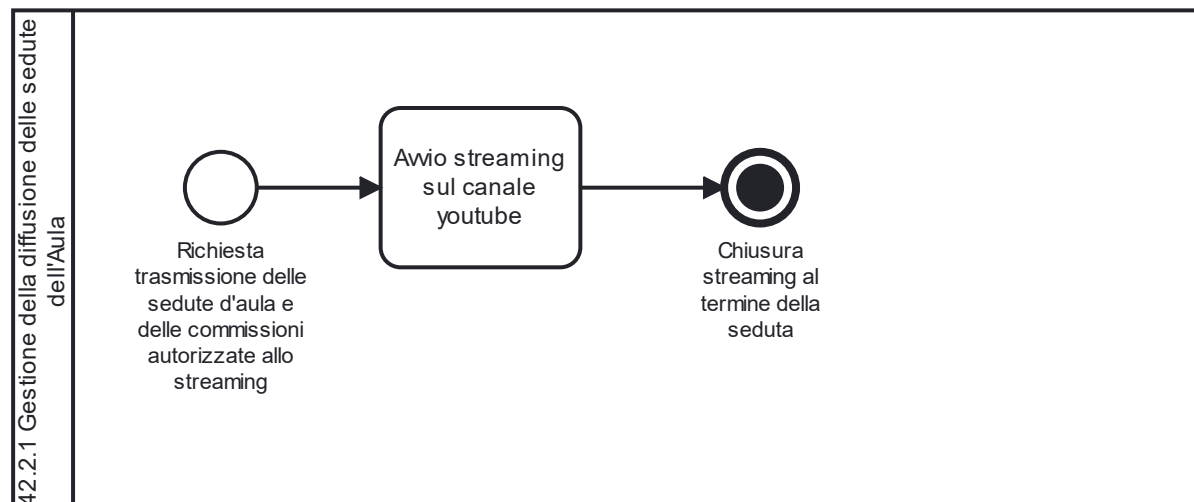 42.2.1 Gestione della diffusione delle sedute
dell'Aula
Richiesta
trasmissione delle
sedute d'aula e
delle commissioni
autorizzate allo
streaming
Avvio streaming
sul canale
youtube
Chiusura
streaming al
termine della
seduta